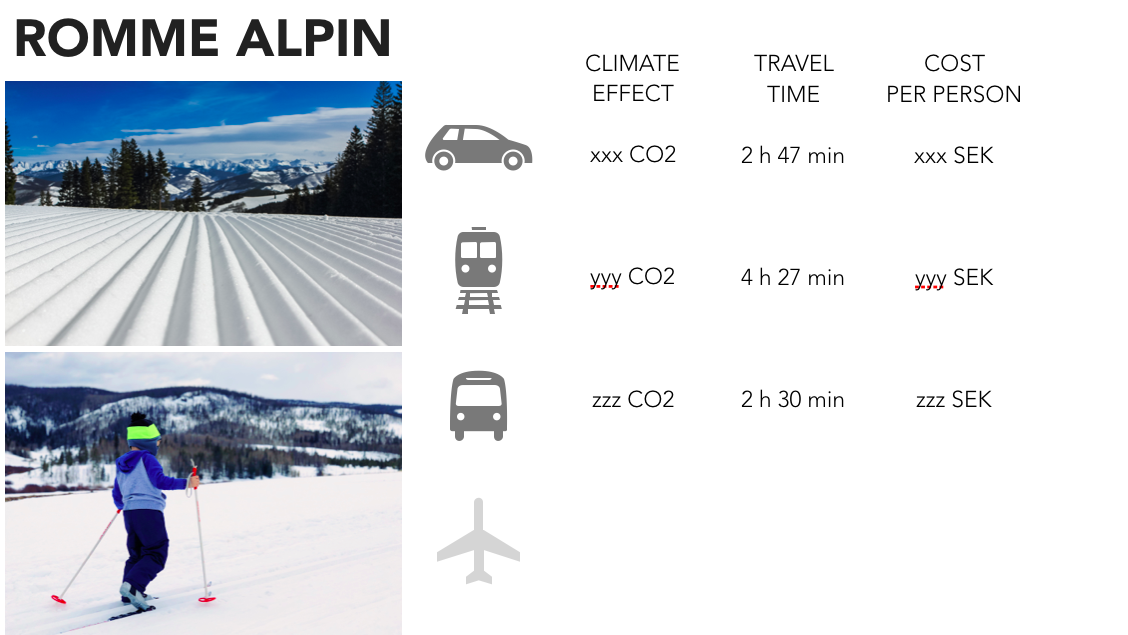 ROMME ALPIN
CLIMATE
EFFECT
TRAVEL
TIME
COST
PER PERSON
xxx CO2
2 h 47 min
xxx SEK
yyy CO2
4 h 27 min
yyy SEK
zzz CO2
2 h 30 min
zzz SEK